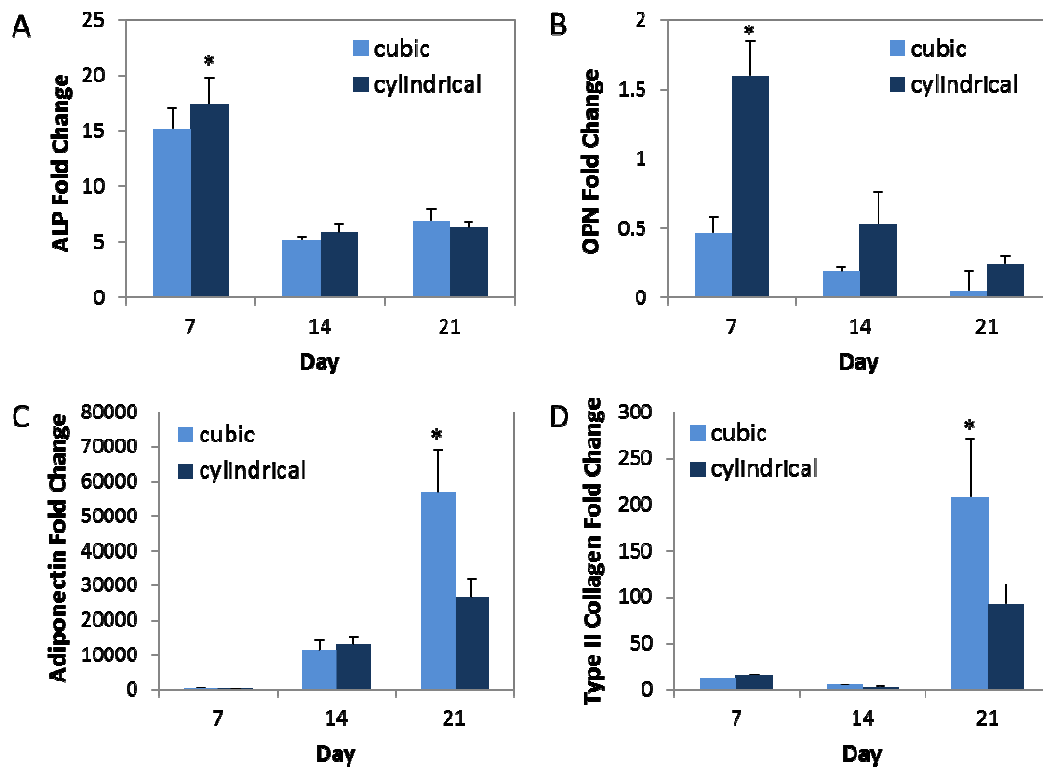 A
ALP Fold Change
25
20
15
10
5
0
*
cubic
cylindrical
7 14 21
Day
B
OPN Fold Change
2
1.5
1
0.5
0
*
cubic
cylindrical
7 14 21
Day
C
Adiponectin Fold Change
80000
70000
60000
50000
40000
30000
20000
10000
0
*
cubic
cylindrical
7 14 21
Day
D
Type II Collagen Fold Change
300
250
200
150
100
50
0
*
cubic
cylindrical
7 14 21
Day